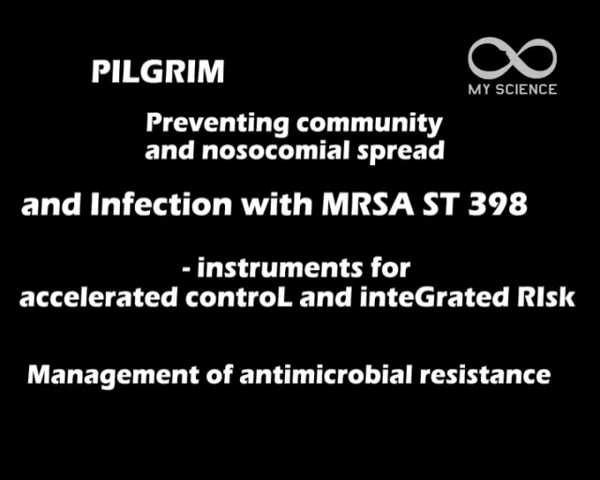 PILGRIM
MY SCIENCE
Preventing community
and nosocomial spread
and Infection with MRSA ST 398
- instruments for
accelerated controL and inteGrated RIsk
Management of antimicrobial resistance